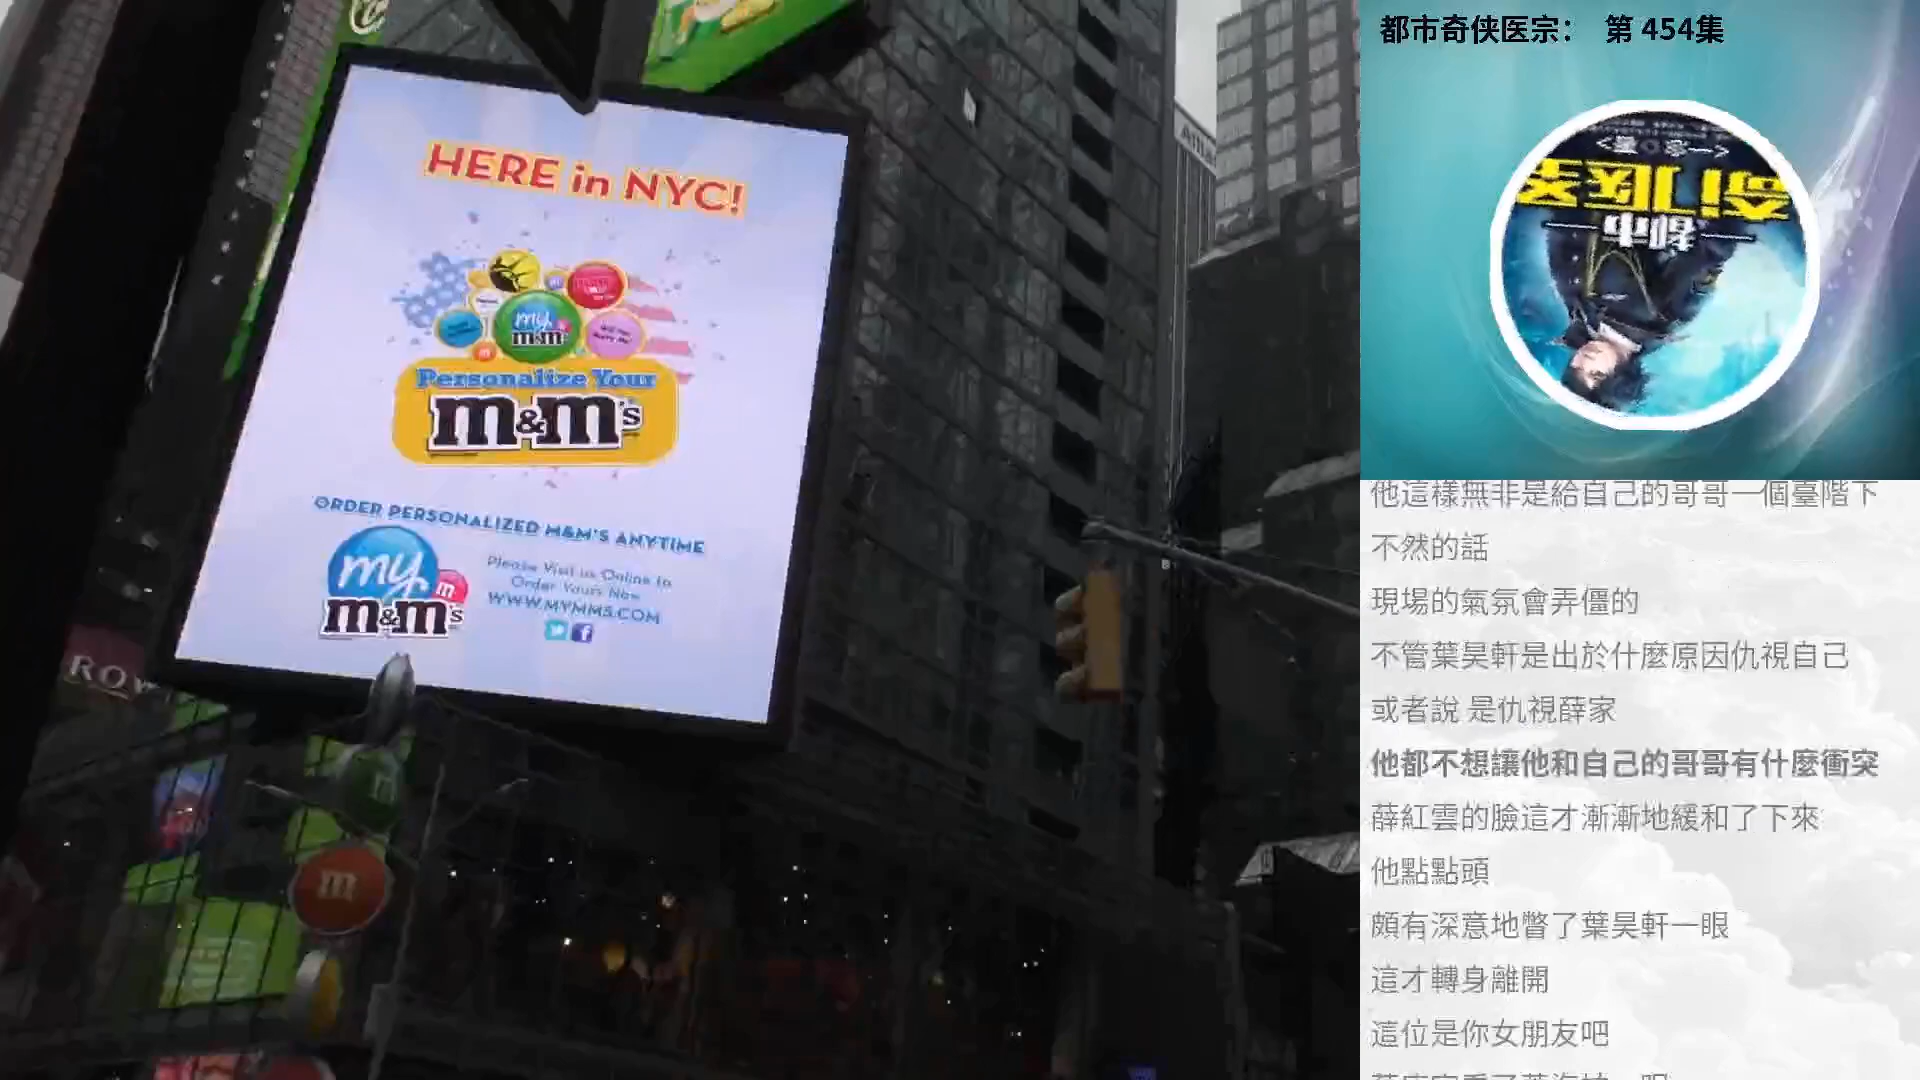 HERE in NYC!
my
m&m's
Personalize Your
m&m's
ORDER PERSONALIZED M&M'S ANYTIME
my
m
m&m's
Please Visit us Online to
Order Yours Now
WWW.MYMMS.COM
ROW
m
都市奇侠医宗： 第 454集
都市
他這樣無非是給自己的哥哥一個臺階下
不然的話
現場的氣氛會弄僵的
不管葉昊軒是出於什麼原因仇視自己
或者說 是仇視薛家
他都不想讓他和自己的哥哥有什麼衝突
薛紅雲的臉這才漸漸地緩和了下來
他點點頭
頗有深意地瞥了葉昊軒一眼
這才轉身離開
這位是你女朋友吧